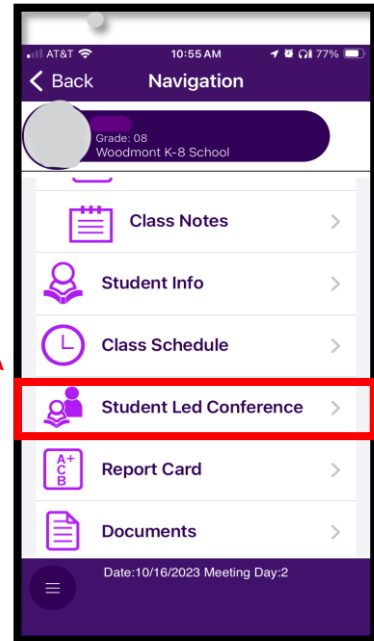 AT&T 10:55 AM 77%
Back Navigation
Grade: 08
Woodmont K-8 School
Class Notes
Student Info
L Class Schedule
Student Led Conference
A+
C
B
Report Card
Documents
Date:10/16/2023 Meeting Day:2